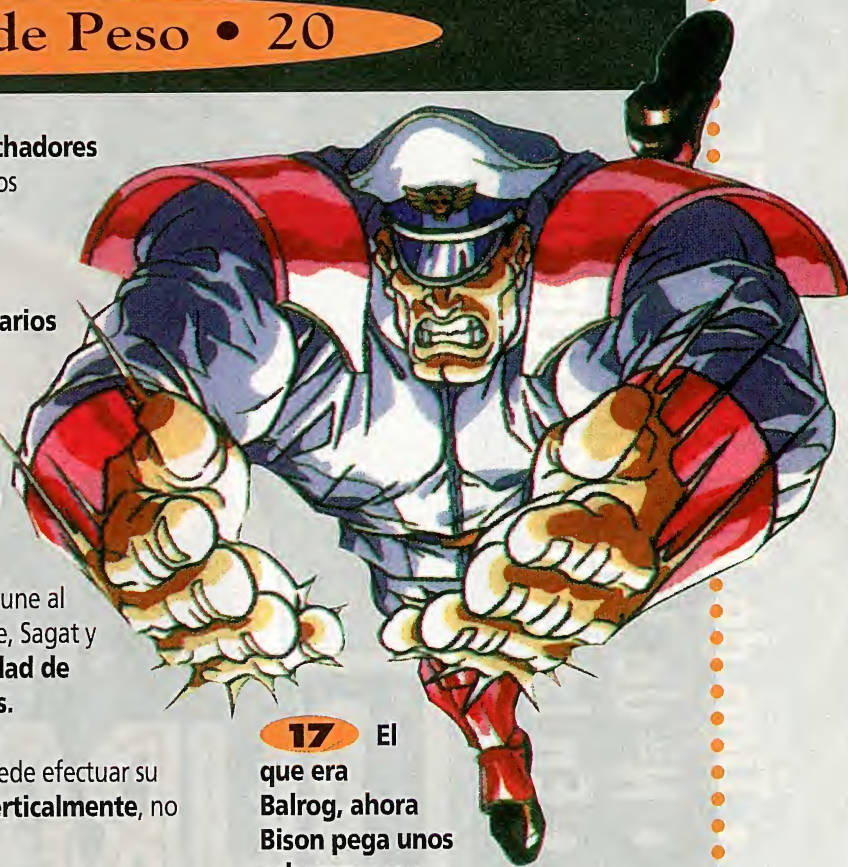 de Peso • 20
chadores
os
arios
une al
e, Sagat y
dad de
s.
ede efectuar su
erticalmente, no
17 El
que era
Balrog, ahora
Bison pega unos